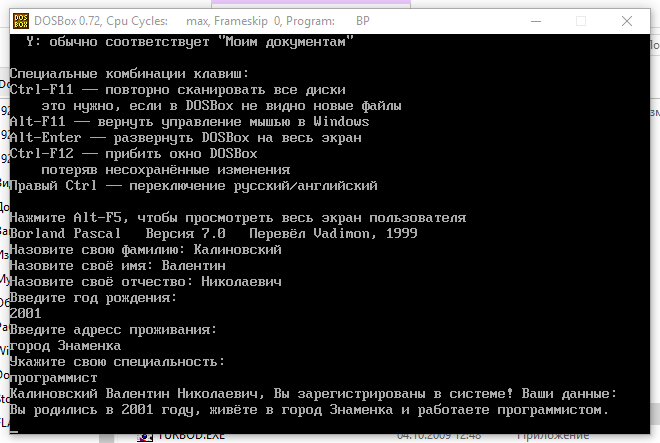 DOSBox 0.72, Cpu Cycles: max, Frameskip 0, Program: BP
Y: обычно соответствует "Моим документам"
Специальные комбинации клавиш:
Ctrl-F11 — повторно сканировать все диски
это нужно, если в DOSBox не видно новые файлы
Alt-F11 — вернуть управление мышью в Windows
Alt-Enter — развернуть DOSBox на весь экран
Ctrl-F12 — прибить окно DOSBox
потеряв несохранённые изменения
Правый Ctrl — переключение русский/английский
Нажмите Alt-F5, чтобы просмотреть весь экран пользователя
Borland Pascal Версия 7.0 Перевёл Vadimon, 1999
Назовите свою фамилию: Калиновский
Назовите своё имя: Валентин
Назовите своё отчество: Николаевич
Введите год рождения:
2001
Введите адресс проживания:
город Знаменка
Укажите свою специальность:
программист
Калиновский Валентин Николаевич, Вы зарегистрированы в системе! Ваши данные:
Вы родились в 2001 году, живёте в город Знаменка и работаете программистом.
TURBOD.EXE 04.10.2009 12:48 Приложение